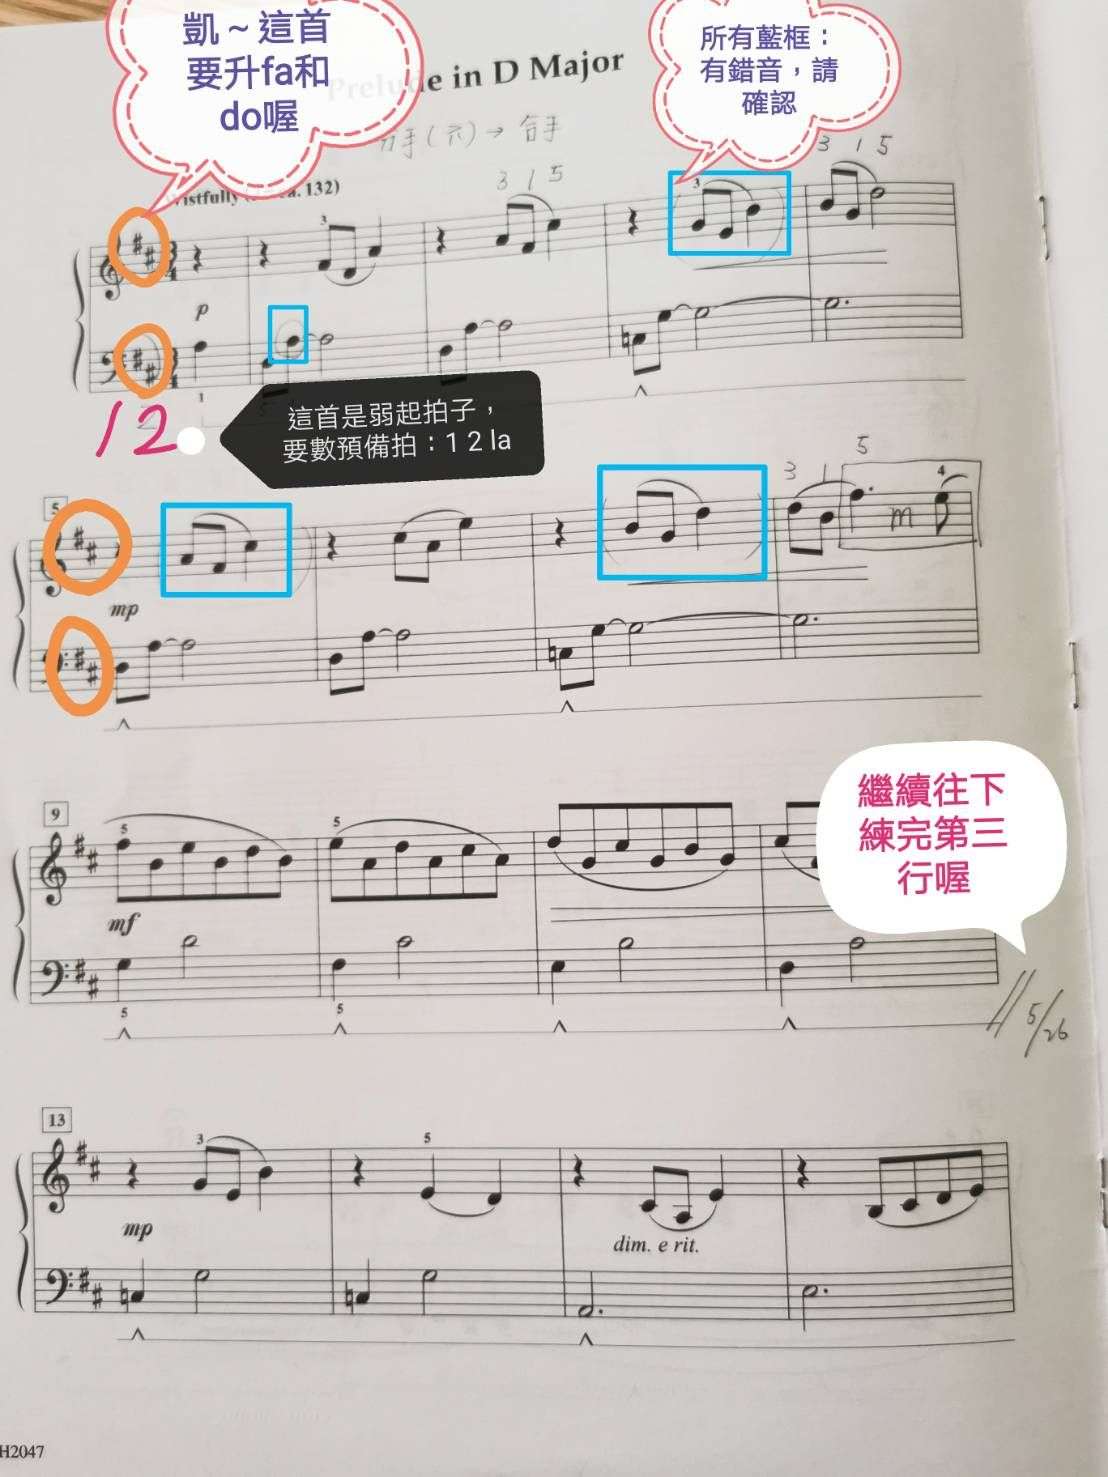 凱～這首
要升fa和
do喔
所有藍框：
有錯音，請
確認
Prelude in D Major
(六)→合手
132)
3 1 5
3
3 1 5
3
p
1
12
這首是弱起拍子，
要數預備拍：1 2 la
5
3 1 5
4
m
mp
繼續往下
練完第三
行喔
9
5
5
mf
5
5
5/26
13
3
5
mp
dim. e rit.
H2047